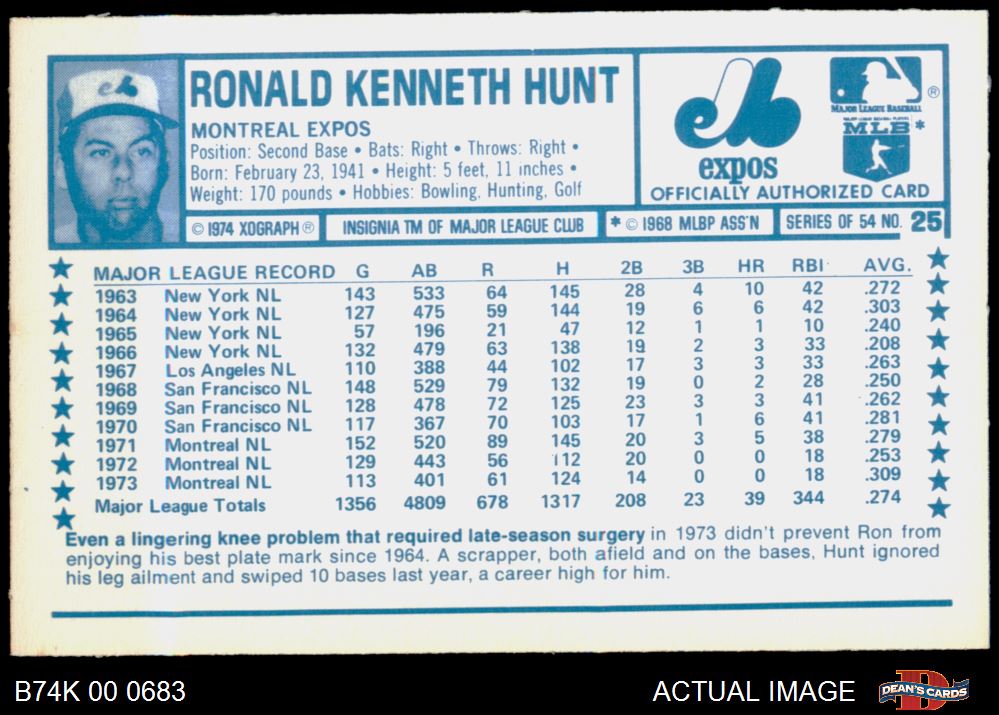 RONALD KENNETH HUNT
MONTREAL EXPOS
Position: Second Base • Bats: Right • Throws: Right •
Born: February 23, 1941 • Height: 5 feet, 11 inches •
Weight: 170 pounds • Hobbies: Bowling, Hunting, Golf
expos
OFFICIALLY AUTHORIZED CARD
MAJOR LEAGUE BASEBALL ®
MAJOR LEAGUE BASEBALL PLAYERS
MLB *
© 1974 XOGRAPH ® INSIGNIA TM OF MAJOR LEAGUE CLUB * © 1968 MLBP ASS'N SERIES OF 54 NO. 25
MAJOR LEAGUE RECORD G AB R H 2B 3B HR RBI AVG.
1963 New York NL 143 533 64 145 28 4 10 42 .272
1964 New York NL 127 475 59 144 19 6 6 42 .303
1965 New York NL 57 196 21 47 12 1 1 10 .240
1966 New York NL 132 479 63 138 19 2 3 33 .208
1967 Los Angeles NL 110 388 44 102 17 3 3 33 .263
1968 San Francisco NL 148 529 79 132 19 0 2 28 .250
1969 San Francisco NL 128 478 72 125 23 3 3 41 .262
1970 San Francisco NL 117 367 70 103 17 1 6 41 .281
1971 Montreal NL 152 520 89 145 20 3 5 38 .279
1972 Montreal NL 129 443 56 112 20 0 0 18 .253
1973 Montreal NL 113 401 61 124 14 0 0 18 .309
Major League Totals 1356 4809 678 1317 208 23 39 344 .274
Even a lingering knee problem that required late-season surgery in 1973 didn't prevent Ron from
enjoying his best plate mark since 1964. A scrapper, both afield and on the bases, Hunt ignored
his leg ailment and swiped 10 bases last year, a career high for him.
B74K 00 0683
ACTUAL IMAGE
DEAN'S CARDS